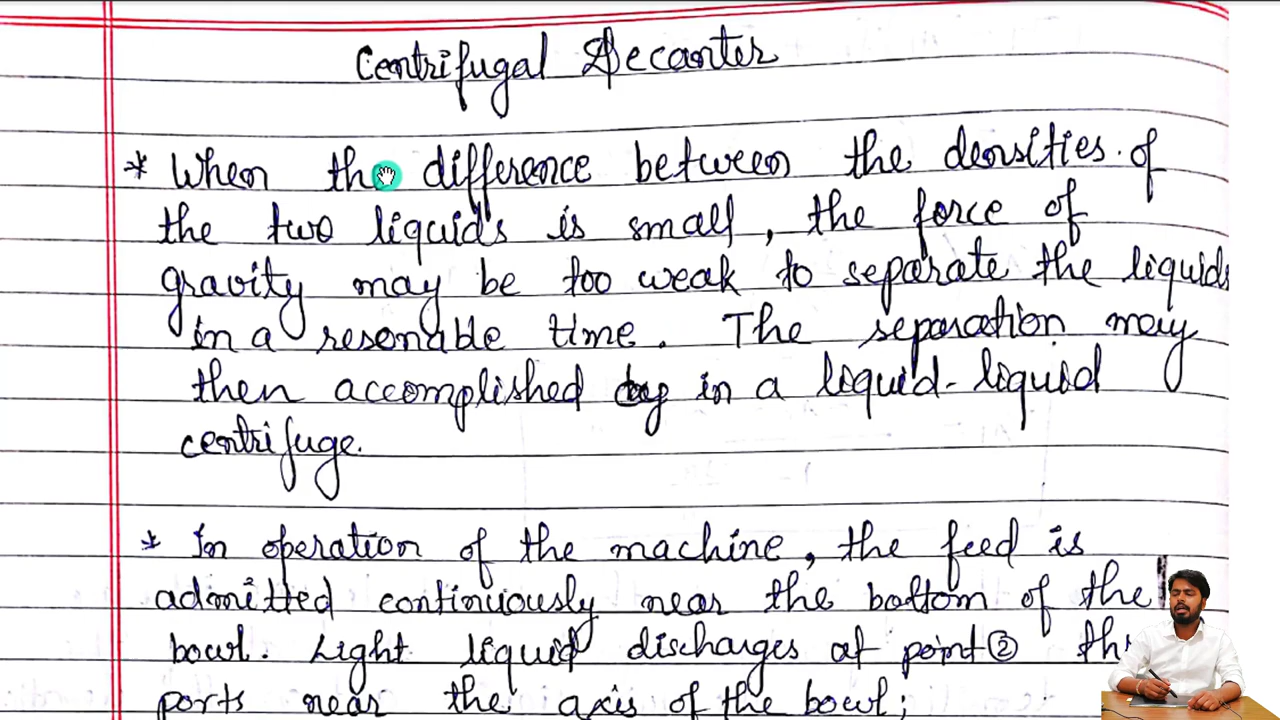 Centrifugal Decanter
* When the difference between the densities of
the two liquids is small, the force of
gravity may be too weak to separate the liquids
in a resonable time. The separation may
then accomplished in a liquid-liquid
centrifuge.
* In operation of the machine, the feed is
admitted continuously near the bottom of the
bowl. Light liquid discharges at point ②
ports near the axis of the bowl;